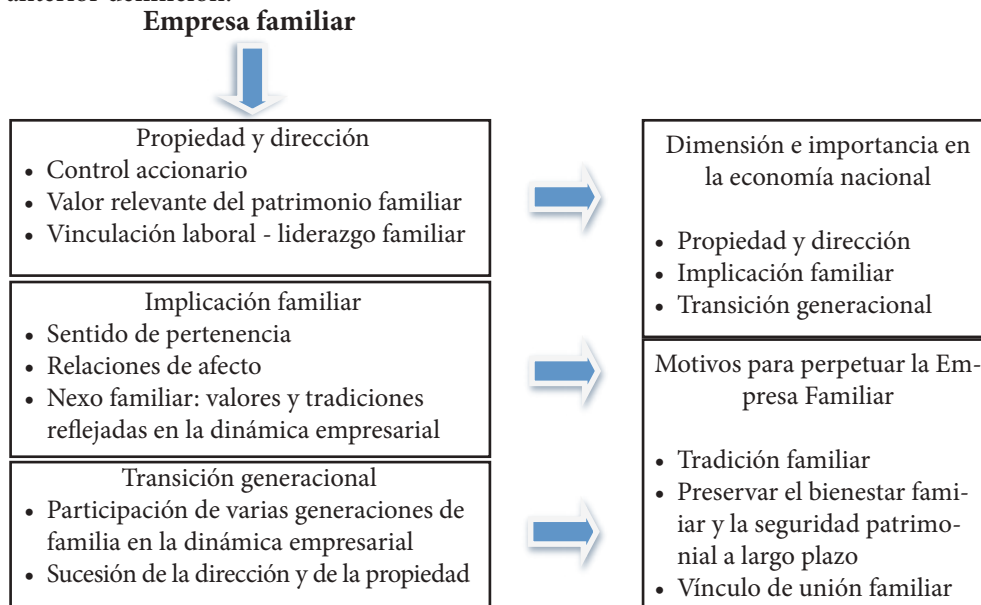 anterior definición.
Empresa familiar
Propiedad y dirección
• Control accionario
• Valor relevante del patrimonio familiar
• Vinculación laboral - liderazgo familiar
Implicación familiar
• Sentido de pertenencia
• Relaciones de afecto
• Nexo familiar: valores y tradiciones
reflejadas en la dinámica empresarial
Transición generacional
• Participación de varias generaciones de
familia en la dinámica empresarial
• Sucesión de la dirección y de la propiedad
Dimensión e importancia en
la economía nacional
• Propiedad y dirección
• Implicación familiar
• Transición generacional
Motivos para perpetuar la Em-
presa Familiar
• Tradición familiar
• Preservar el bienestar fami-
iar y la seguridad patrimo-
nial a largo plazo
• Vínculo de unión familiar